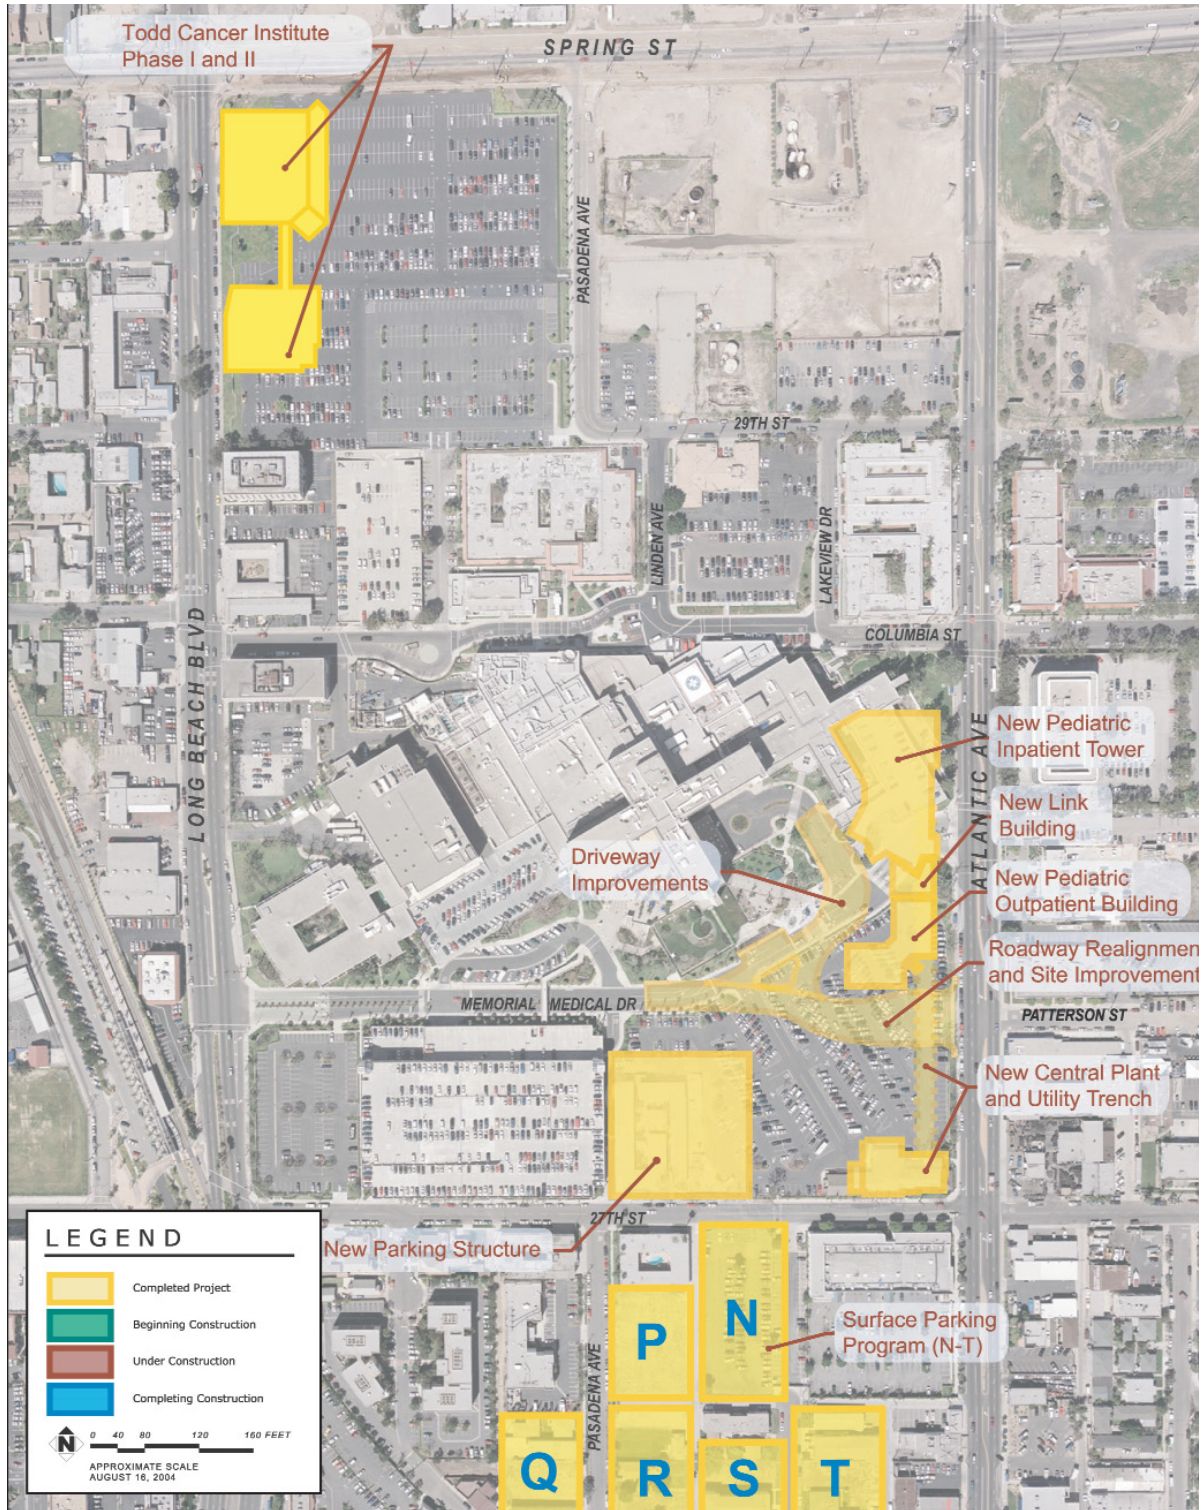 Todd Cancer Institute
Phase I and II
SPRING ST
PASADENA AVE
29TH ST
LINDEN AVE
LAKEVIEW DR
COLUMBIA ST
LONG BEACH BLVD
ATLANTIC AVE
New Pediatric
Inpatient Tower
New Link
Building
Driveway
Improvements
New Pediatric
Outpatient Building
Roadway Realignmen
and Site Improvement
MEMORIAL MEDICAL DR
PATTERSON ST
New Central Plant
and Utility Trench
27TH ST
New Parking Structure
LEGEND
Completed Project
Beginning Construction
Under Construction
Completing Construction
N
0 40 80 120 160 FEET
APPROXIMATE SCALE
AUGUST 16, 2004
PASADENA AVE
P
N
Surface Parking
Program (N-T)
Q
R
S
T